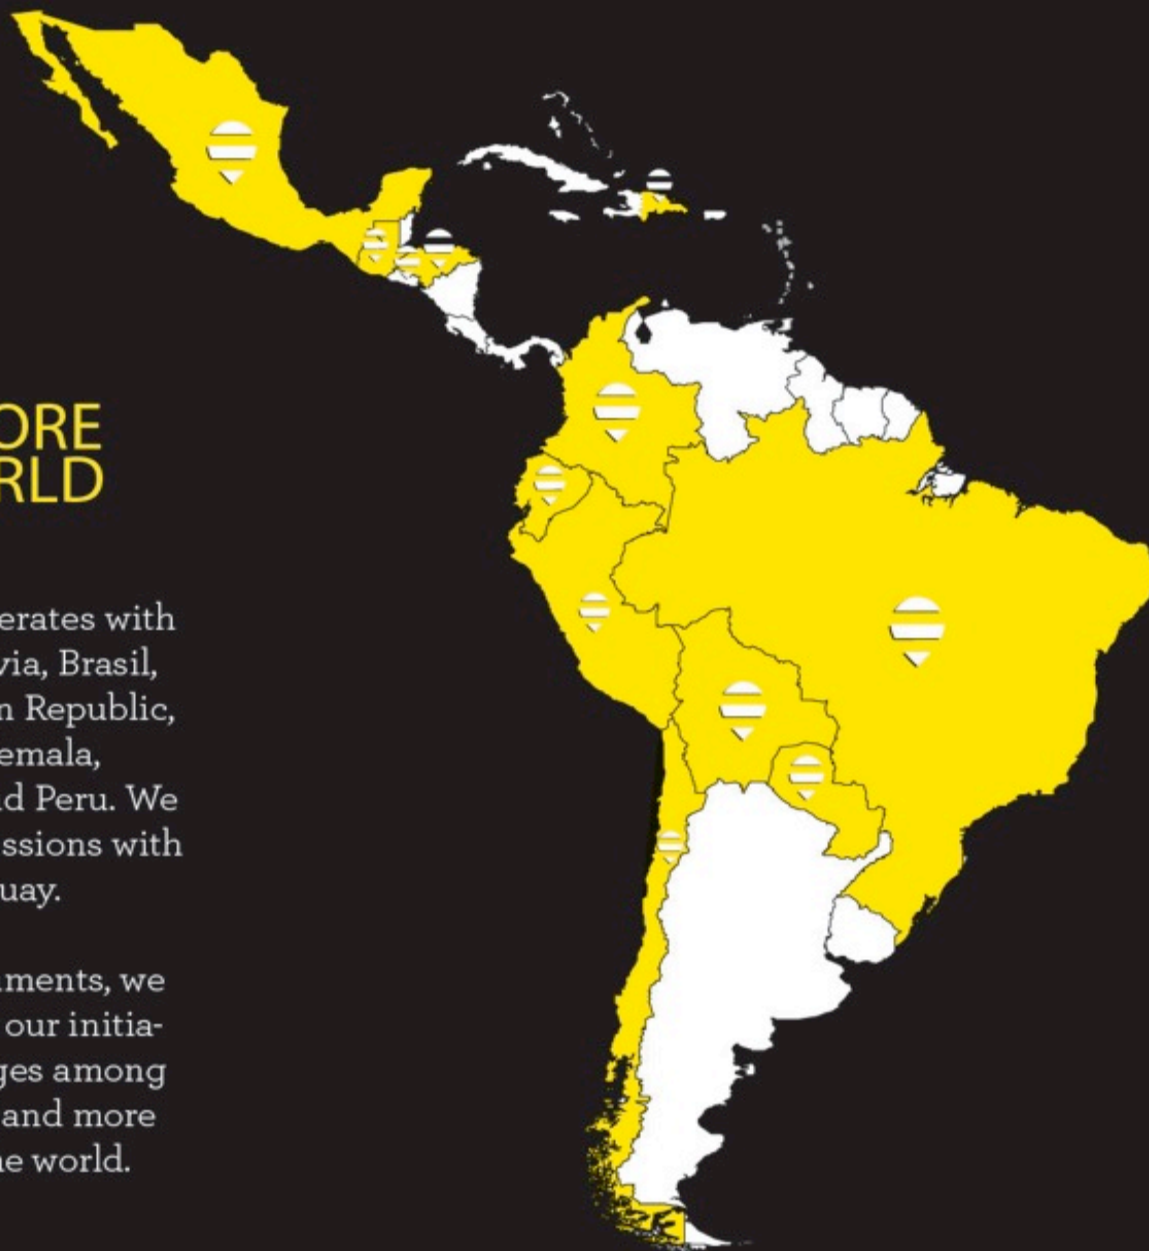 ORE
RLD
erates with
via, Brasil,
n Republic,
emala,
d Peru. We
ssions with
uay.
ments, we
our initia-
ges among
and more
e world.